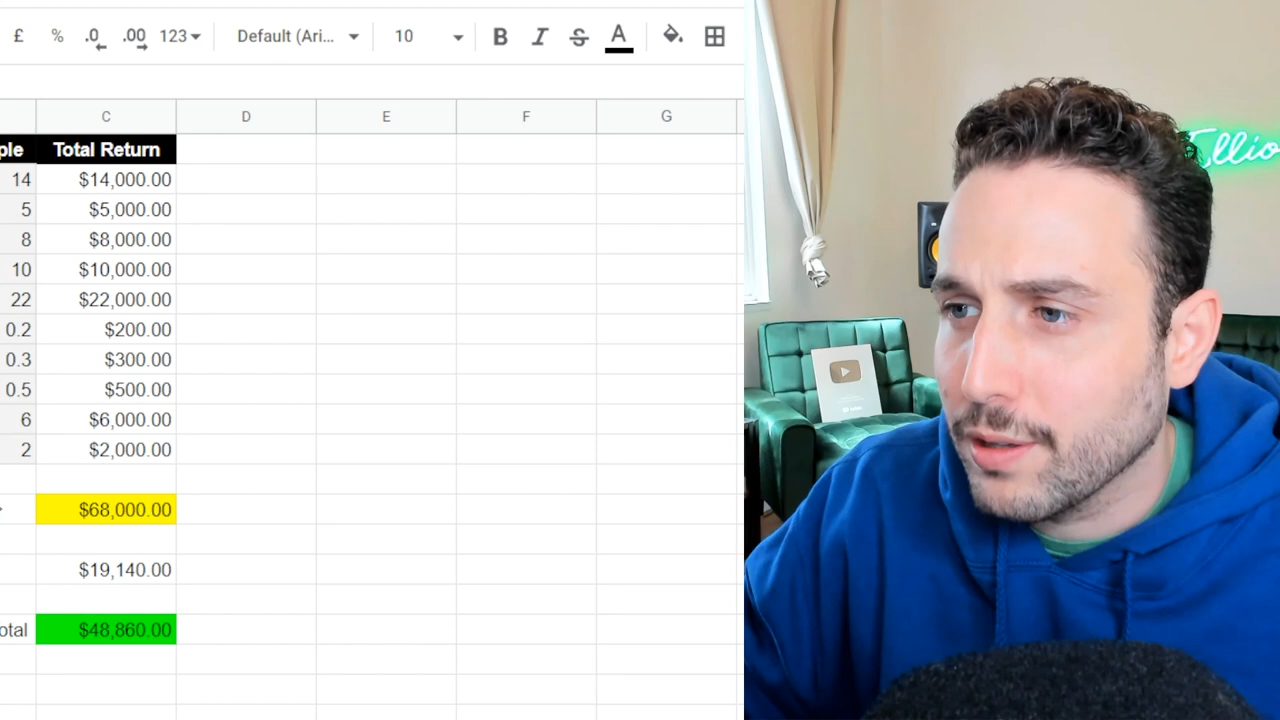 £ % .0 .00 123 Default (Ari... 10 B I S A
C D E F G
ple Total Return
14 $14,000.00
5 $5,000.00
8 $8,000.00
10 $10,000.00
22 $22,000.00
0.2 $200.00
0.3 $300.00
0.5 $500.00
6 $6,000.00
2 $2,000.00
$68,000.00
$19,140.00
otal $48,860.00
Ellio